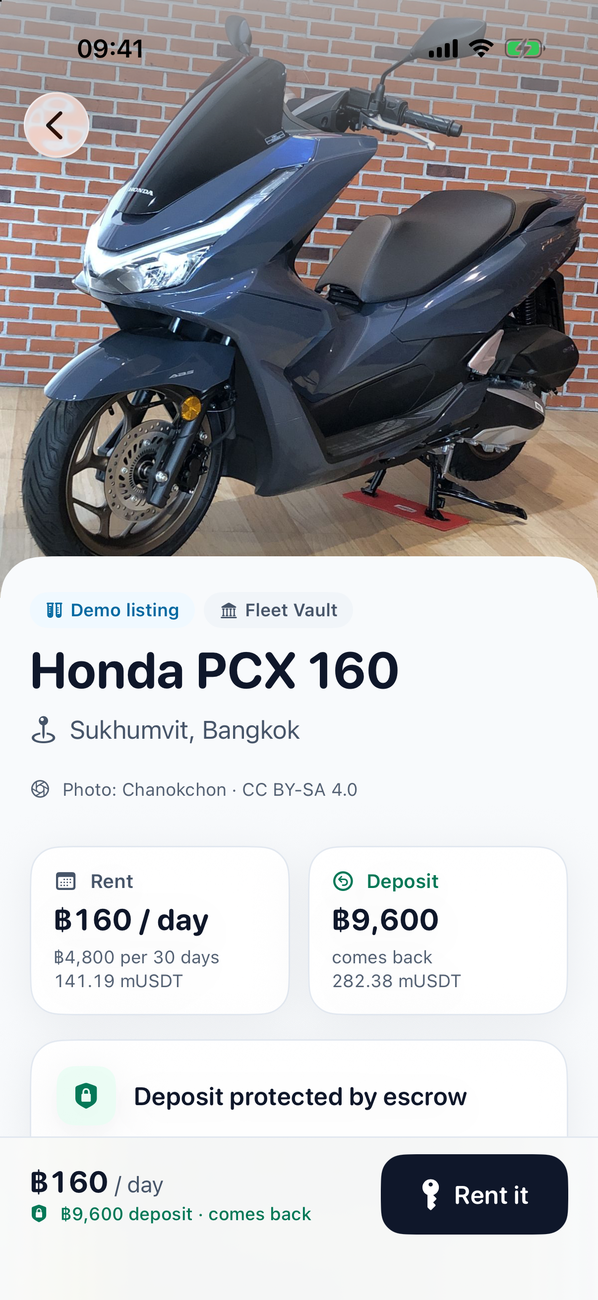 09:41
HONDA
ABS
Demo listing
Fleet Vault
Honda PCX 160
Sukhumvit, Bangkok
Photo: Chanokchon · CC BY-SA 4.0
Rent
฿160 / day
฿4,800 per 30 days
141.19 mUSDT
Deposit
฿9,600
comes back
282.38 mUSDT
Deposit protected by escrow
฿160 / day
฿9,600 deposit · comes back
Rent it